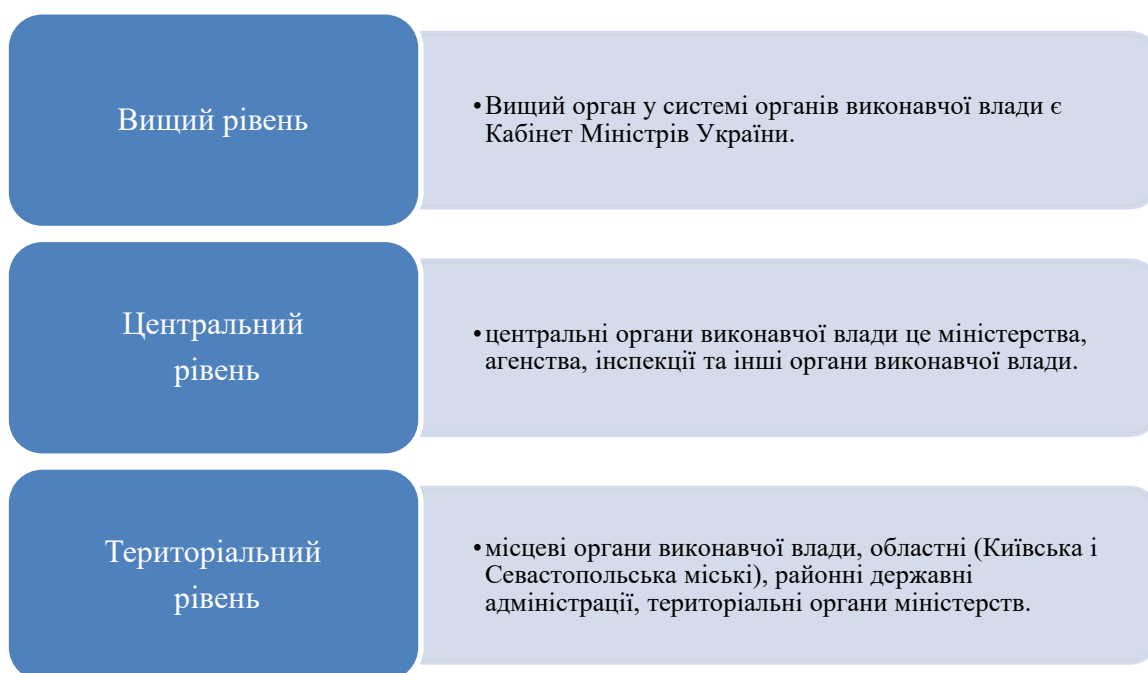 Вищий рівень
•Вищий орган у системі органів виконавчої влади є
Кабінет Міністрів України.
Центральний
рівень
•центральні органи виконавчої влади це міністерства,
агенства, інспекції та інші органи виконавчої влади.
Територіальний
рівень
•місцеві органи виконавчої влади, областні (Київська і
Севастопольська міські), районні державні
адміністрації, територіальні органи міністерств.